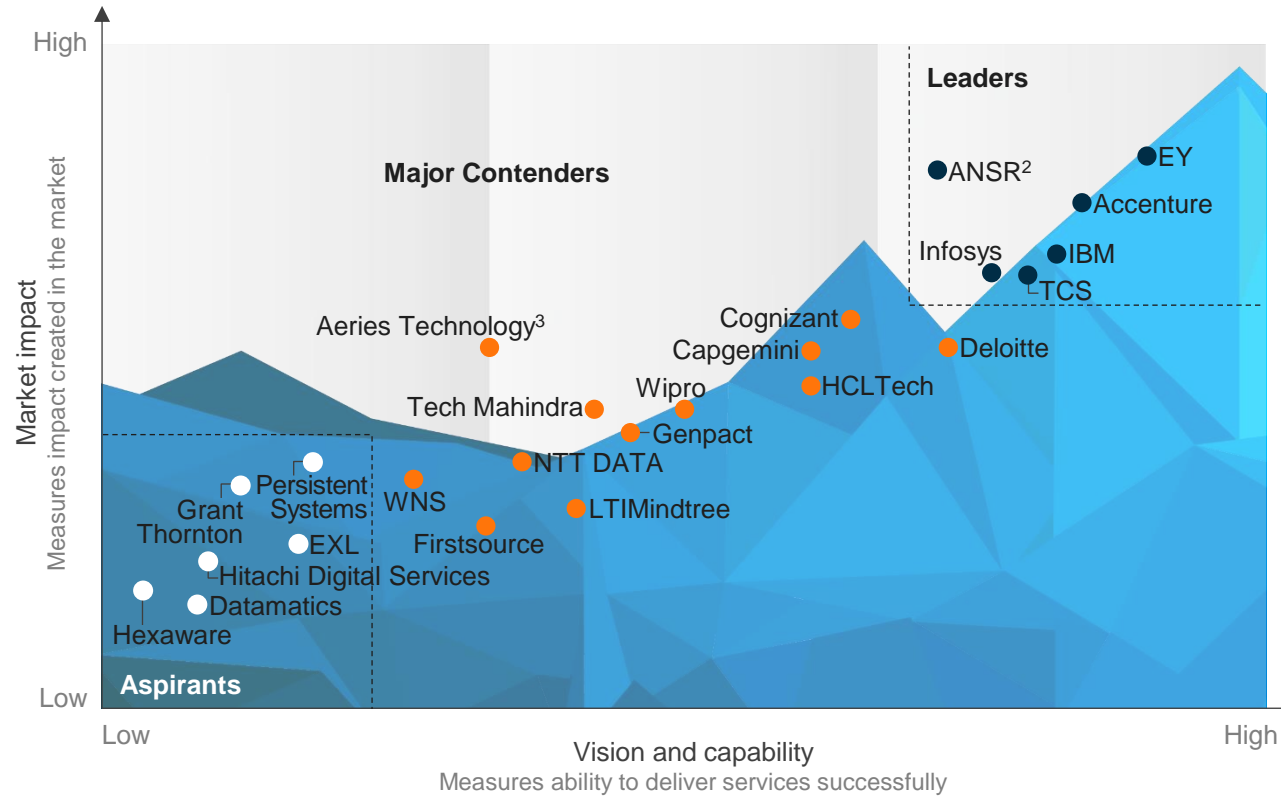 High
Leaders
Major Contenders
EY
ANSR²
Accenture
Infosys
IBM
TCS
Aeries Technology³
Cognizant
Capgemini
Deloitte
HCLTech
Wipro
Tech Mahindra
Genpact
NTT DATA
Persistent
Systems
WNS
Grant
Thornton
LTIMindtree
Firstsource
EXL
Hitachi Digital Services
Datamatics
Hexaware
Aspirants
Market impact
Measures impact created in the market
Low
Low
High
Vision and capability
Measures ability to deliver services successfully